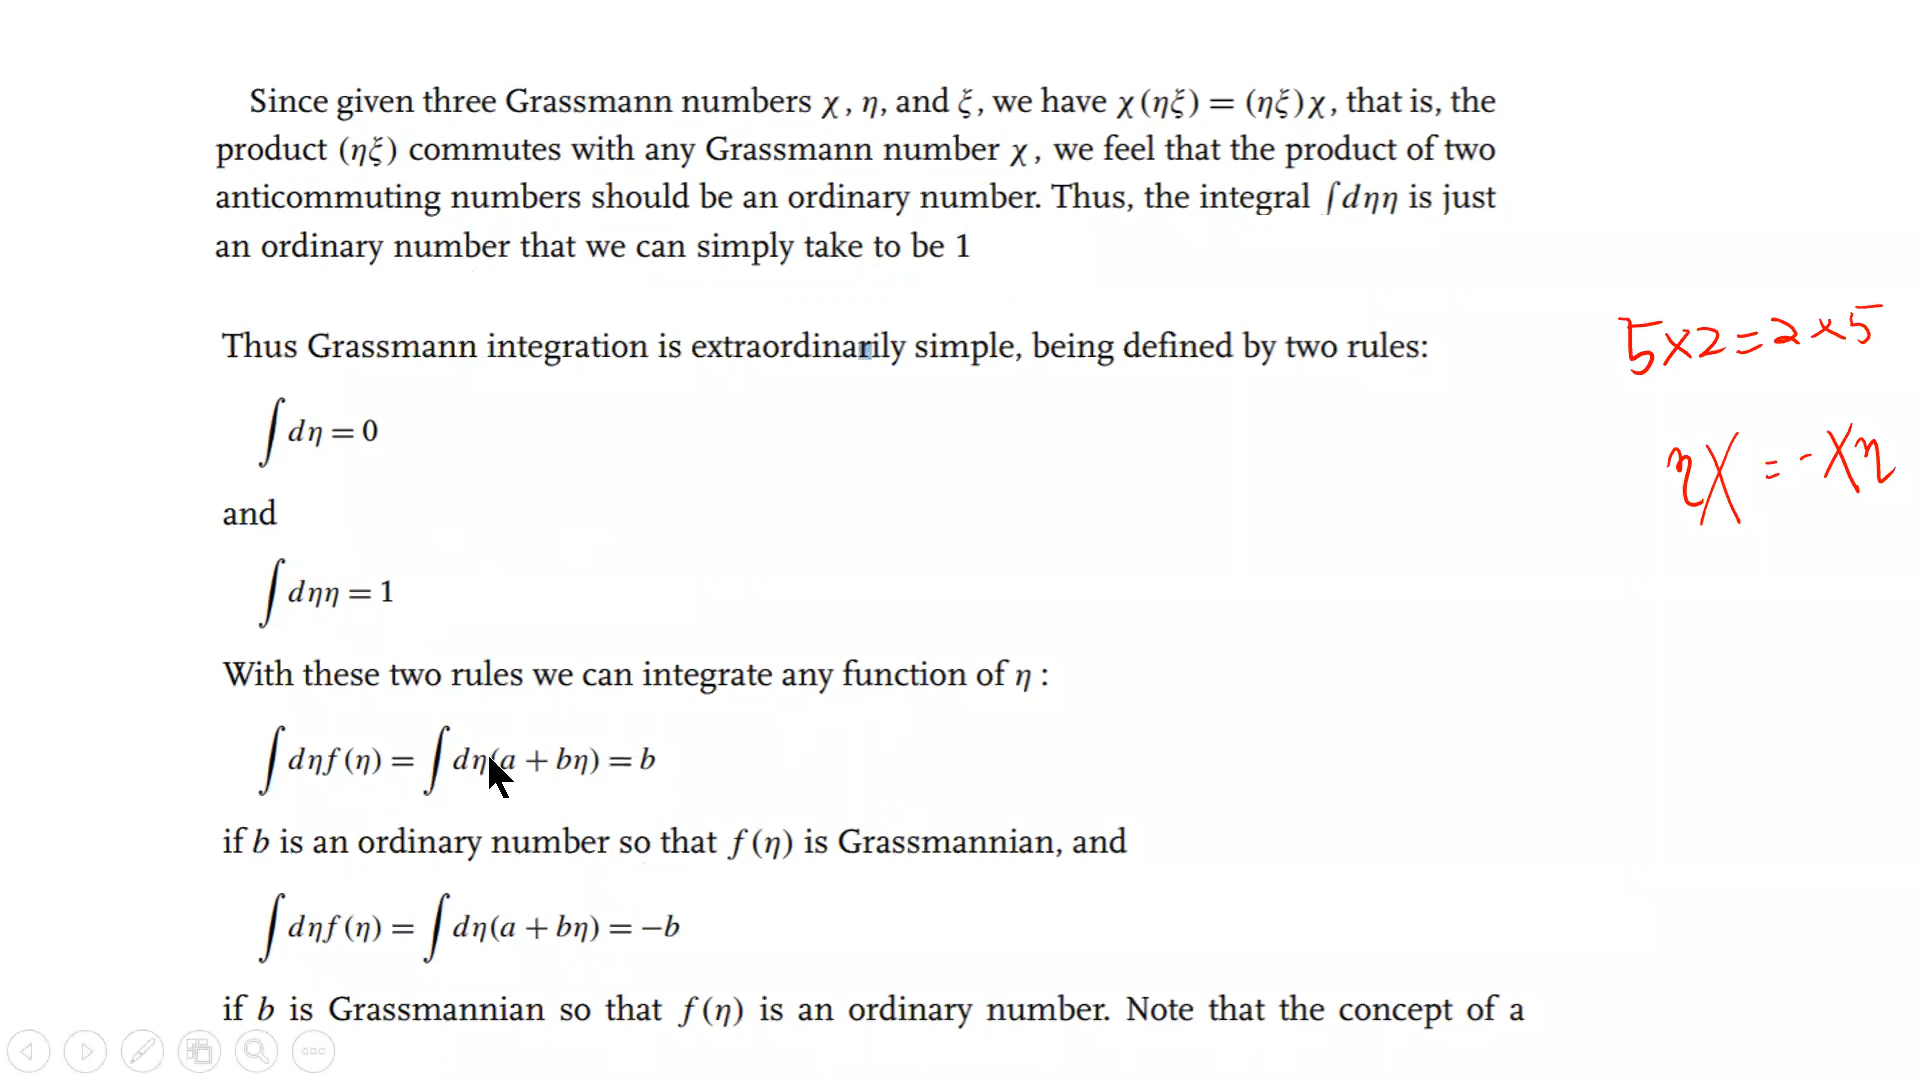 Since given three Grassmann numbers χ, η, and ξ, we have χ(ηξ) = (ηξ)χ, that is, the
product (ηξ) commutes with any Grassmann number χ, we feel that the product of two
anticommuting numbers should be an ordinary number. Thus, the integral ∫dηη is just
an ordinary number that we can simply take to be 1
Thus Grassmann integration is extraordinarily simple, being defined by two rules:
5×2=2×5
∫dη = 0
ηχ = -χη
and
∫dηη = 1
With these two rules we can integrate any function of η :
∫dηf(η) = ∫dη(a + bη) = b
if b is an ordinary number so that f(η) is Grassmannian, and
∫dηf(η) = ∫dη(a + bη) = −b
if b is Grassmannian so that f(η) is an ordinary number. Note that the concept of a